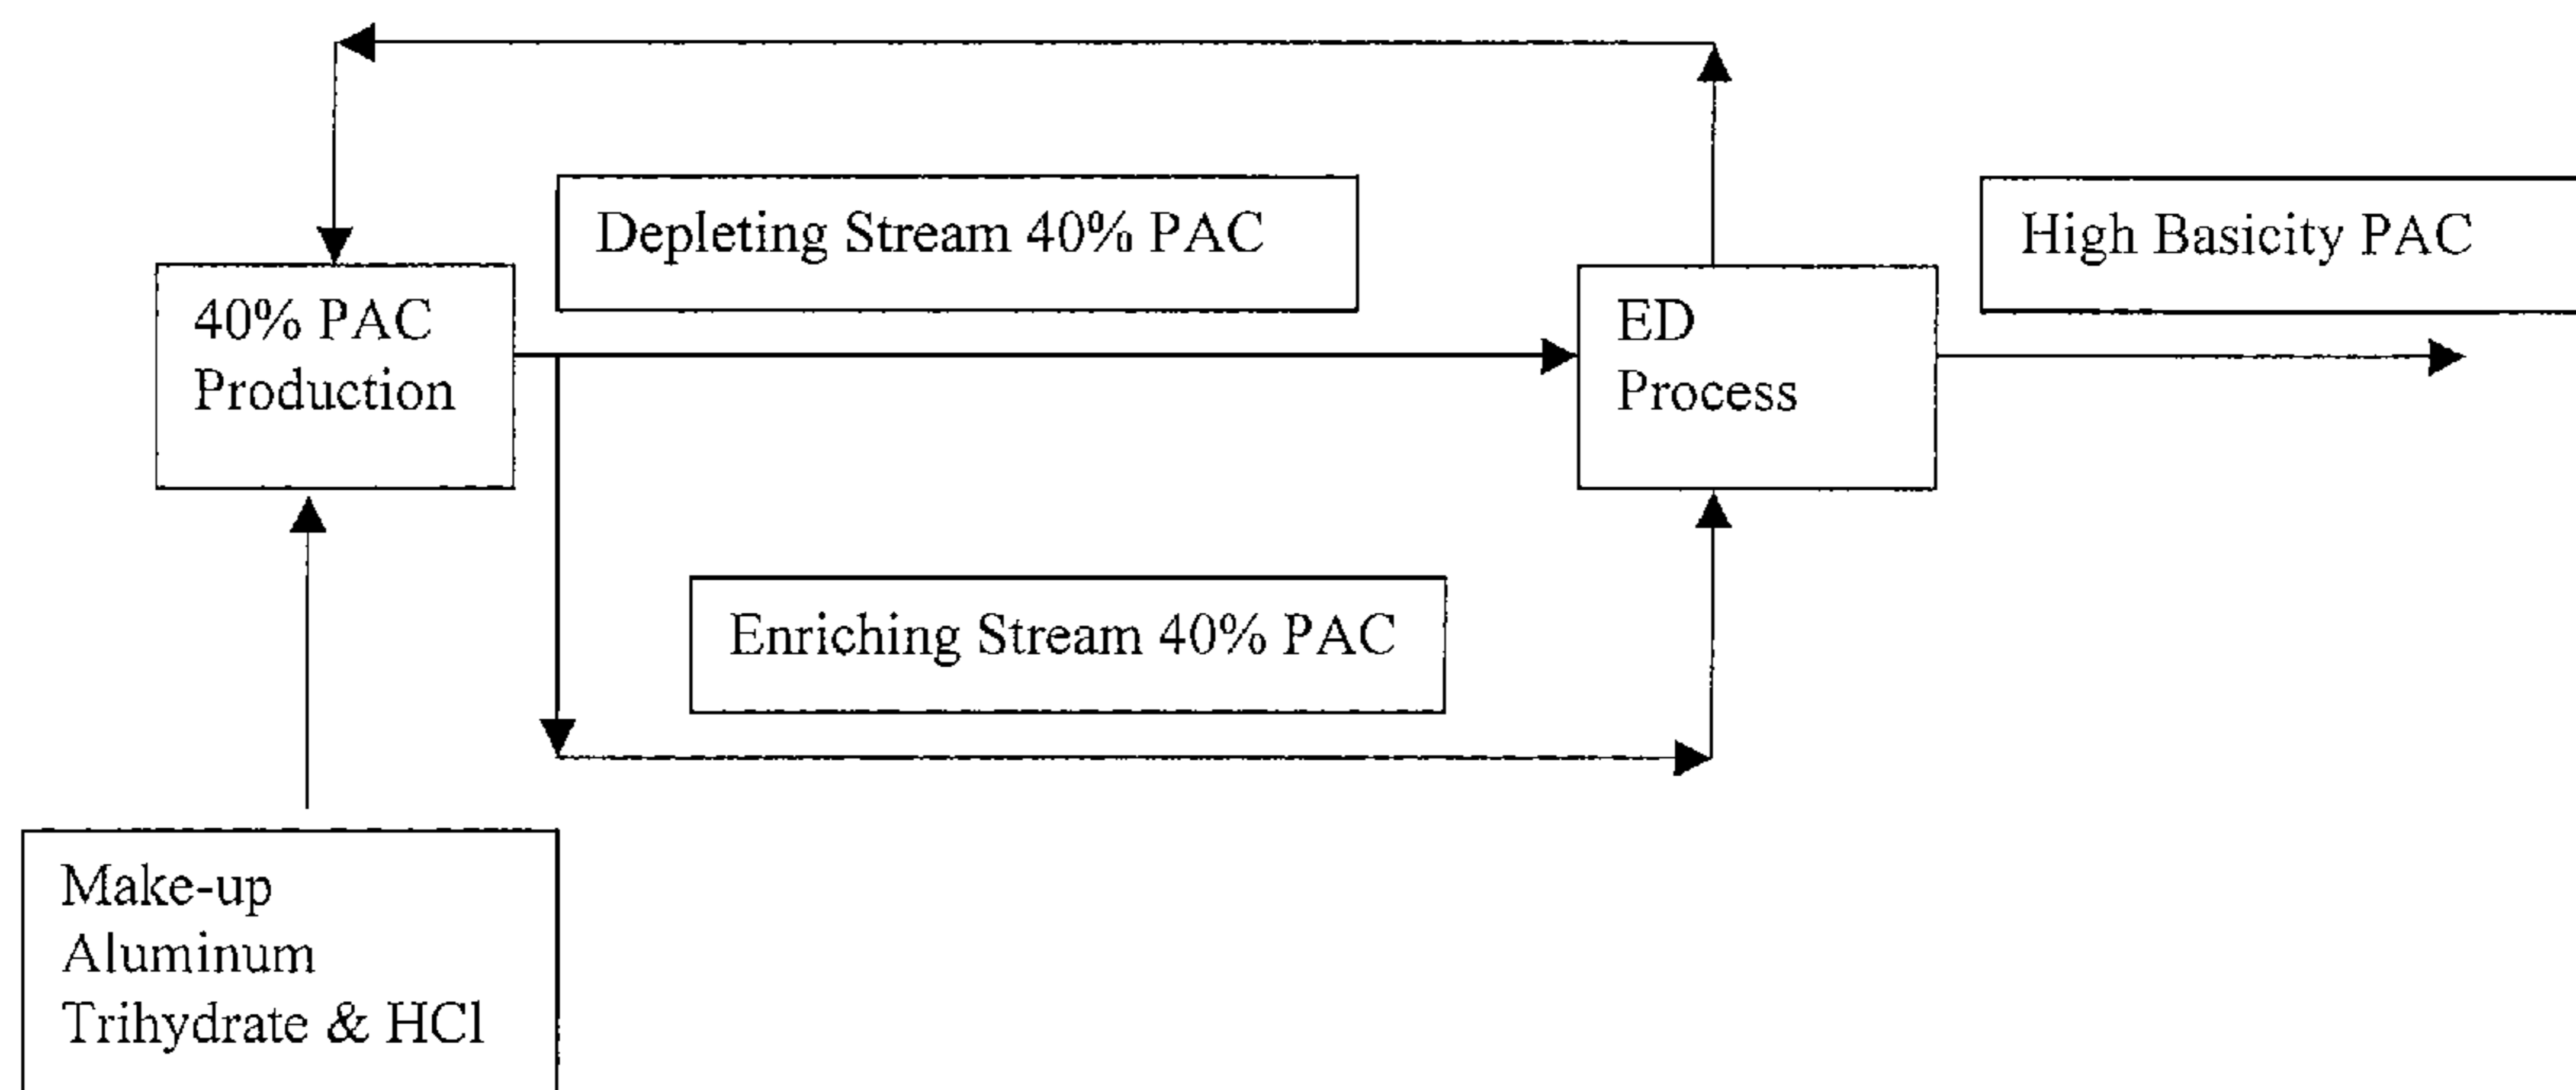 Depleting Stream 40% PAC
High Basicity PAC
40% PAC
Production
ED
Process
Enriching Stream 40% PAC
Make-up
Aluminum
Trihydrate & HCl